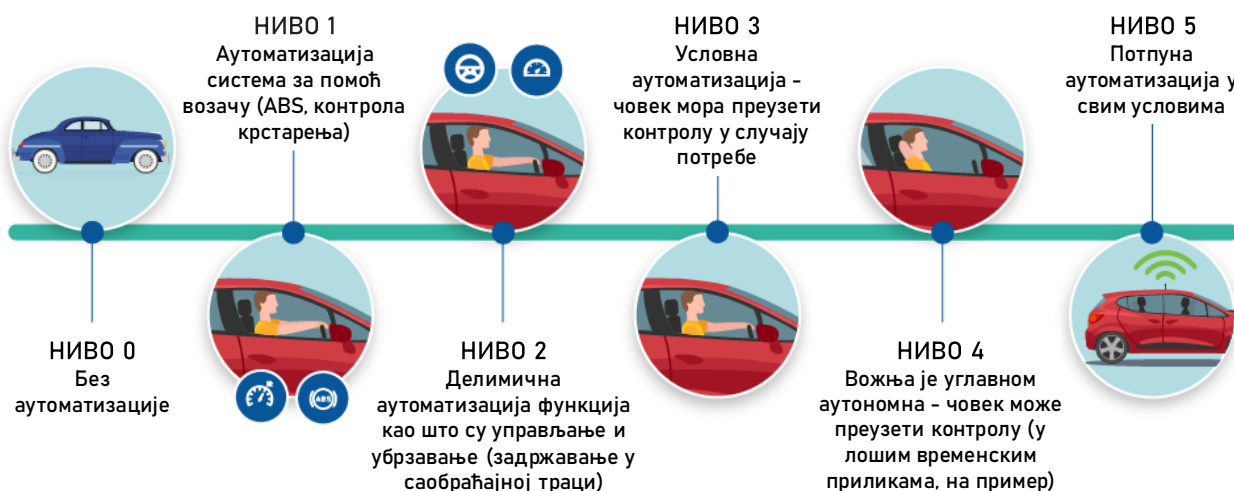 НИВО 0
Без
аутоматизације
НИВО 1
Аутоматизација
система за помоћ
возачу (ABS, контрола
крстарења)
ABS
НИВО 2
Делимична
аутоматизација функција
као што су управљање и
убрзавање (задржавање у
саобраћајној траци)
НИВО 3
Условна
аутоматизација -
човек мора преузети
контролу у случају
потребе
НИВО 4
Вожња је углавном
аутономна - човек може
преузети контролу (у
лошим временским
приликама, на пример)
НИВО 5
Потпуна
аутоматизација у
свим условима